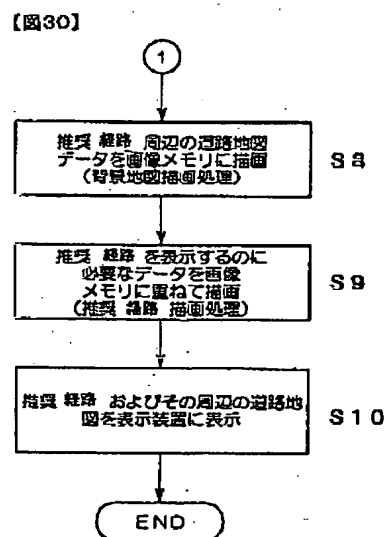 【図30】
1
推奨 経路 周辺の道路地図
データを画像メモリに描画
(背景地図描画処理)
S8
推奨 経路 を表示するのに
必要なデータを画像
メモリに重ねて描画
(推奨 経路 描画処理)
S9
推奨 経路 およびその周辺の道路地
図を表示装置に表示
S10
END